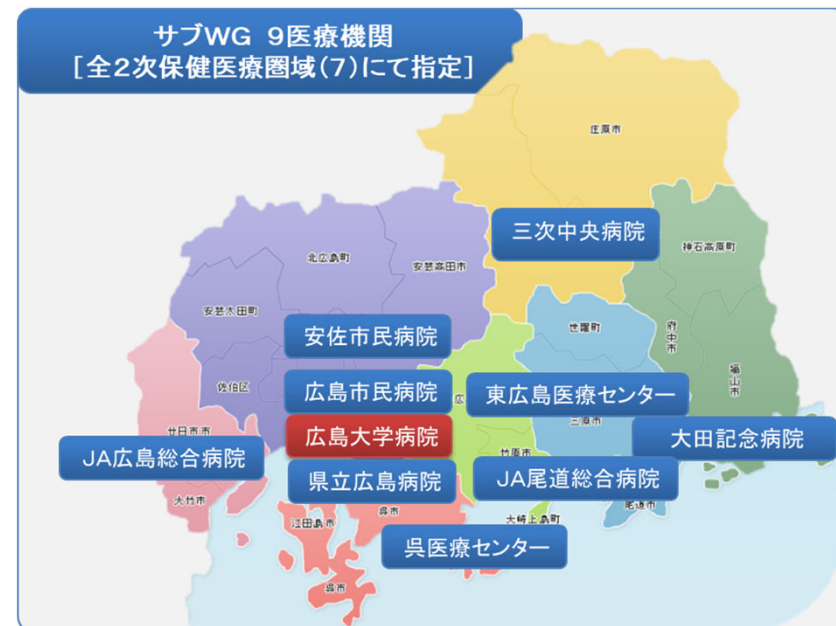 サブWG 9医療機関
[全2次保健医療圏域(7)にて指定]
庄原市
三次中央病院
神石高原町
北広島町
安芸高田市
安芸太田町
世羅町
府中市
安佐市民病院
福山市
佐伯区
広島市民病院
広
東広島医療センター
三原市
廿日市市
広島大学病院
大田記念病院
竹原市
JA広島総合病院
県立広島病院
JA尾道総合病院
大竹市
尾道市
呉市
大崎上島町
江田島市
呉医療センター
呉市